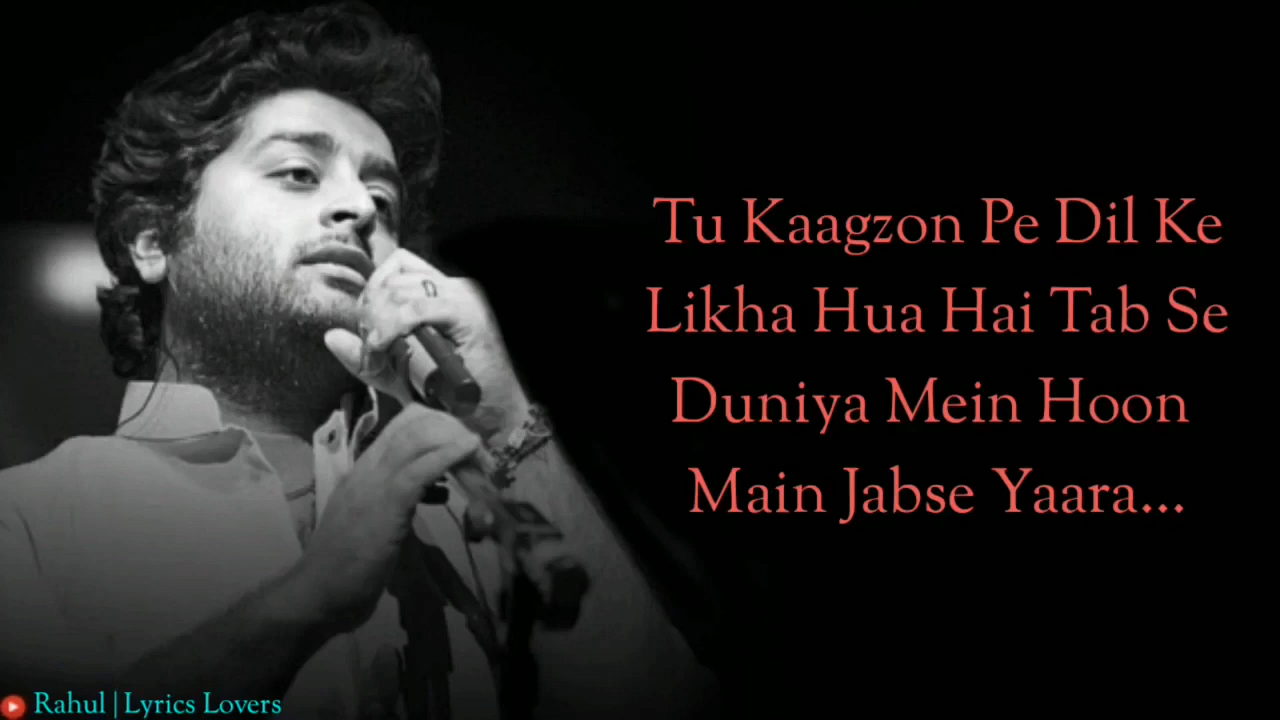 Tu Kaagzon Pe Dil Ke
Likha Hua Hai Tab Se
Duniya Mein Hoon
Main Jabse Yaara...
Rahul | Lyrics Lovers